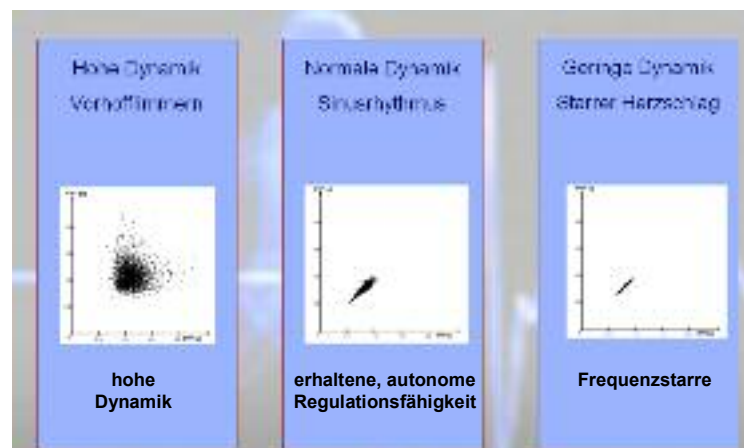 Hohe Dynamik
Vorhofflimmern
Normale Dynamik
Sinusrhythmus
Geringe Dynamik
Starrer Herzschlag
hohe
Dynamik
erhaltene, autonome
Regulationsfähigkeit
Frequenzstarre